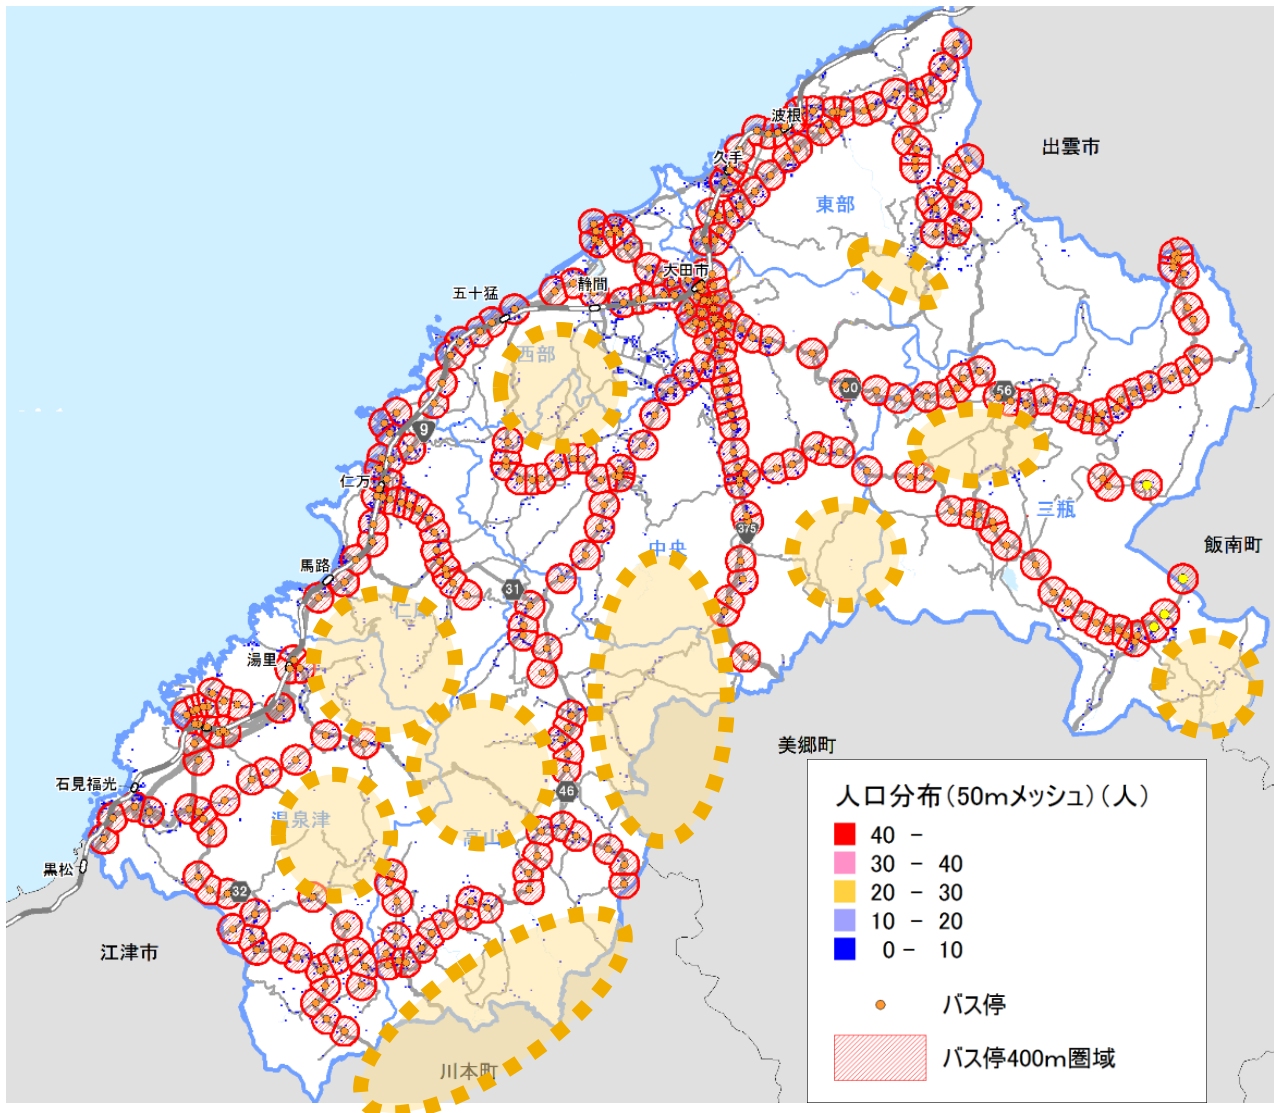 波根
出雲市
久手
東部
大田市
静間
五十猛
西部
60
56
9
仁万
三瓶
375
飯南町
中央
馬路
31
仁摩
湯里
美郷町
石見福光
46
温泉津
高山
黒松
32
江津市
川本町
人口分布(50mメッシュ)(人)
40 -
30 - 40
20 - 30
10 - 20
0 - 10
バス停
バス停400m圏域